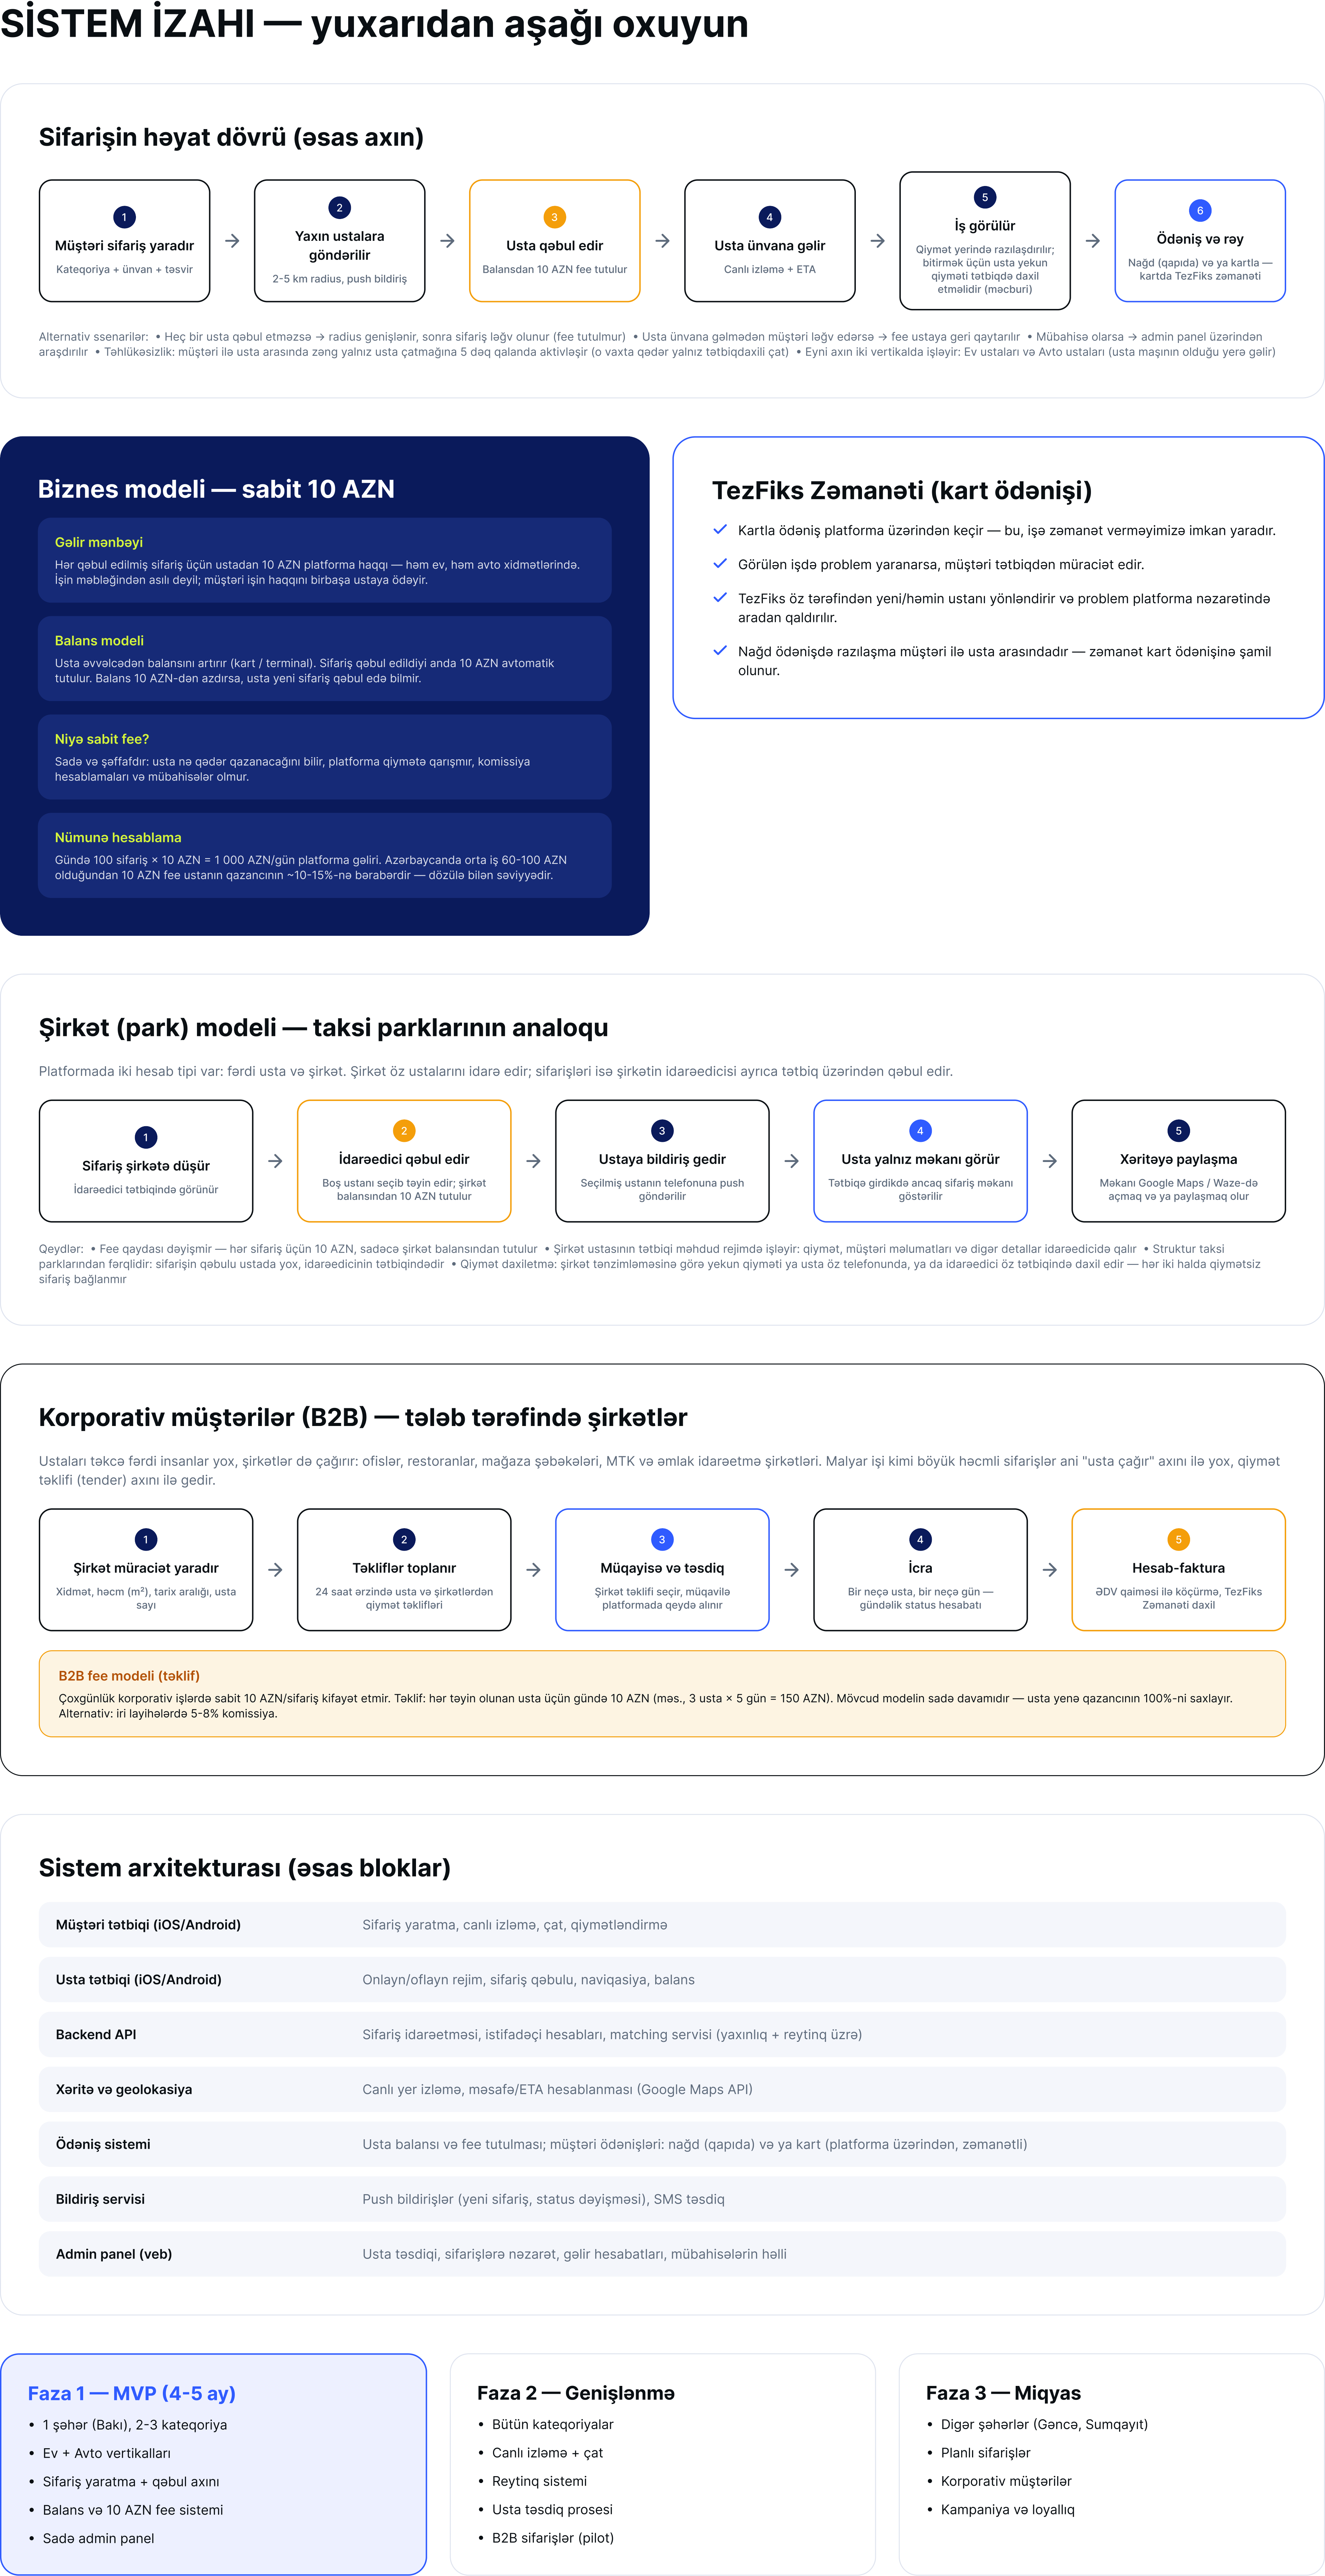 SİSTEM İZAHI — yuxarıdan aşağı oxuyun
Sifarişin həyat dövrü (əsas axın)
1
Müştəri sifariş yaradır
Kateqoriya + ünvan + təsvir
2
Yaxın ustalara
göndərilir
2-5 km radius, push bildiriş
3
Usta qəbul edir
Balansdan 10 AZN fee tutulur
4
Usta ünvana gəlir
Canlı izləmə + ETA
5
İş görülür
Qiymət yerində razılaşdırılır;
bitirmək üçün usta yekun
qiyməti tətbiqdə daxil
etməlidir (məcburi)
6
Ödəniş və rəy
Nağd (qapıda) və ya kartla —
kartda TezFiks zəmanəti
Alternativ ssenarilər: • Heç bir usta qəbul etməzsə → radius genişlənir, sonra sifariş ləğv olunur (fee tutulmur) • Usta ünvana gəlmədən müştəri ləğv edərsə → fee ustaya geri qaytarılır • Mübahisə olarsa → admin panel üzərindən
araşdırılır • Təhlükəsizlik: müştəri ilə usta arasında zəng yalnız usta çatmağına 5 dəq qalanda aktivləşir (o vaxta qədər yalnız tətbiqdaxili çat) • Eyni axın iki vertikalda işləyir: Ev ustaları və Avto ustaları (usta maşının olduğu yerə gəlir)
Biznes modeli — sabit 10 AZN
Gəlir mənbəyi
Hər qəbul edilmiş sifariş üçün ustadan 10 AZN platforma haqqı — həm ev, həm avto xidmətlərində.
İşin məbləğindən asılı deyil; müştəri işin haqqını birbaşa ustaya ödəyir.
Balans modeli
Usta əvvəlcədən balansını artırır (kart / terminal). Sifariş qəbul edildiyi anda 10 AZN avtomatik
tutulur. Balans 10 AZN-dən azdırsa, usta yeni sifariş qəbul edə bilmir.
Niyə sabit fee?
Sadə və şəffafdır: usta nə qədər qazanacağını bilir, platforma qiymətə qarışmır, komissiya
hesablamaları və mübahisələr olmur.
Nümunə hesablama
Gündə 100 sifariş × 10 AZN = 1 000 AZN/gün platforma gəliri. Azərbaycanda orta iş 60-100 AZN
olduğundan 10 AZN fee ustanın qazancının ~10-15%-nə bərabərdir — dözülə bilən səviyyədir.
TezFiks Zəmanəti (kart ödənişi)
Kartla ödəniş platforma üzərindən keçir — bu, işə zəmanət verməyimizə imkan yaradır.
Görülən işdə problem yaranarsa, müştəri tətbiqdən müraciət edir.
TezFiks öz tərəfindən yeni/həmin ustanı yönləndirir və problem platforma nəzarətində
aradan qaldırılır.
Nağd ödənişdə razılaşma müştəri ilə usta arasındadır — zəmanət kart ödənişinə şamil
olunur.
Şirkət (park) modeli — taksi parklarının analoqu
Platformada iki hesab tipi var: fərdi usta və şirkət. Şirkət öz ustalarını idarə edir; sifarişləri isə şirkətin idarəedicisi ayrıca tətbiq üzərindən qəbul edir.
1
Sifariş şirkətə düşür
İdarəedici tətbiqində görünür
2
İdarəedici qəbul edir
Boş ustanı seçib təyin edir; şirkət
balansından 10 AZN tutulur
3
Ustaya bildiriş gedir
Seçilmiş ustanın telefonuna push
göndərilir
4
Usta yalnız məkanı görür
Tətbiqə girdikdə ancaq sifariş məkanı
göstərilir
5
Xəritəyə paylaşma
Məkanı Google Maps / Waze-də
açmaq və ya paylaşmaq olur
Qeydlər: • Fee qaydası dəyişmir — hər sifariş üçün 10 AZN, sadəcə şirkət balansından tutulur • Şirkət ustasının tətbiqi məhdud rejimdə işləyir: qiymət, müştəri məlumatları və digər detallar idarəedicidə qalır • Struktur taksi
parklarından fərqlidir: sifarişin qəbulu ustada yox, idarəedicinin tətbiqindədir • Qiymət daxiletmə: şirkət tənzimləməsinə görə yekun qiyməti ya usta öz telefonunda, ya da idarəedici öz tətbiqində daxil edir — hər iki halda qiymətsiz
sifariş bağlanmır
Korporativ müştərilər (B2B) — tələb tərəfində şirkətlər
Ustaları təkcə fərdi insanlar yox, şirkətlər də çağırır: ofislər, restoranlar, mağaza şəbəkələri, MTK və əmlak idarəetmə şirkətləri. Malyar işi kimi böyük həcmli sifarişlər ani "usta çağır" axını ilə yox, qiymət
təklifi (tender) axını ilə gedir.
1
Şirkət müraciət yaradır
Xidmət, həcm (m²), tarix aralığı, usta
sayı
2
Təkliflər toplanır
24 saat ərzində usta və şirkətlərdən
qiymət təklifləri
3
Müqayisə və təsdiq
Şirkət təklifi seçir, müqavilə
platformada qeydə alınır
4
İcra
Bir neçə usta, bir neçə gün —
gündəlik status hesabatı
5
Hesab-faktura
ƏDV qaiməsi ilə köçürmə, TezFiks
Zəmanəti daxil
B2B fee modeli (təklif)
Çoxgünlük korporativ işlərdə sabit 10 AZN/sifariş kifayət etmir. Təklif: hər təyin olunan usta üçün gündə 10 AZN (məs., 3 usta × 5 gün = 150 AZN). Mövcud modelin sadə davamıdır — usta yenə qazancının 100%-ni saxlayır.
Alternativ: iri layihələrdə 5-8% komissiya.
Sistem arxitekturası (əsas bloklar)
Müştəri tətbiqi (iOS/Android)
Sifariş yaratma, canlı izləmə, çat, qiymətləndirmə
Usta tətbiqi (iOS/Android)
Onlayn/oflayn rejim, sifariş qəbulu, naviqasiya, balans
Backend API
Sifariş idarəetməsi, istifadəçi hesabları, matching servisi (yaxınlıq + reytinq üzrə)
Xəritə və geolokasiya
Canlı yer izləmə, məsafə/ETA hesablanması (Google Maps API)
Ödəniş sistemi
Usta balansı və fee tutulması; müştəri ödənişləri: nağd (qapıda) və ya kart (platforma üzərindən, zəmanətli)
Bildiriş servisi
Push bildirişlər (yeni sifariş, status dəyişməsi), SMS təsdiq
Admin panel (veb)
Usta təsdiqi, sifarişlərə nəzarət, gəlir hesabatları, mübahisələrin həlli
Faza 1 — MVP (4-5 ay)
• 1 şəhər (Bakı), 2-3 kateqoriya
• Ev + Avto vertikalları
• Sifariş yaratma + qəbul axını
• Balans və 10 AZN fee sistemi
• Sadə admin panel
Faza 2 — Genişlənmə
• Bütün kateqoriyalar
• Canlı izləmə + çat
• Reytinq sistemi
• Usta təsdiq prosesi
• B2B sifarişlər (pilot)
Faza 3 — Miqyas
• Digər şəhərlər (Gəncə, Sumqayıt)
• Planlı sifarişlər
• Korporativ müştərilər
• Kampaniya və loyallıq